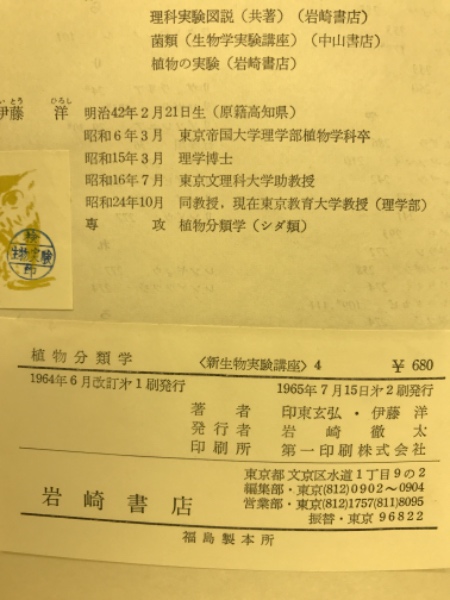 理科実験図説（共著）（岩崎書店）
菌類（生物学実験講座）（中山書店）
植物の実験（岩崎書店）
い とう　ひろし
伊藤　洋　明治42年2月21日生（原籍高知県）
昭和6年3月　東京帝国大学理学部植物学科卒
昭和15年3月　理学博士
昭和16年7月　東京文理科大学助教授
昭和24年10月　同教授．現在東京教育大学教授（理学部）
専　攻　植物分類学（シダ類）
生物実験
印
植物分類学　〈新生物実験講座〉4　￥680
1964年6月改訂才1刷発行　1965年7月15日才2刷発行
著　者　印東玄弘・伊藤　洋
発行者　岩　崎　徹　太
印刷所　第一印刷株式会社
岩崎書店
東京都文京区水道1丁目9の2
編集部・東京(812)0902〜0904
営業部・東京(812)1757(811)8095
振替・東京 96822
福島製本所